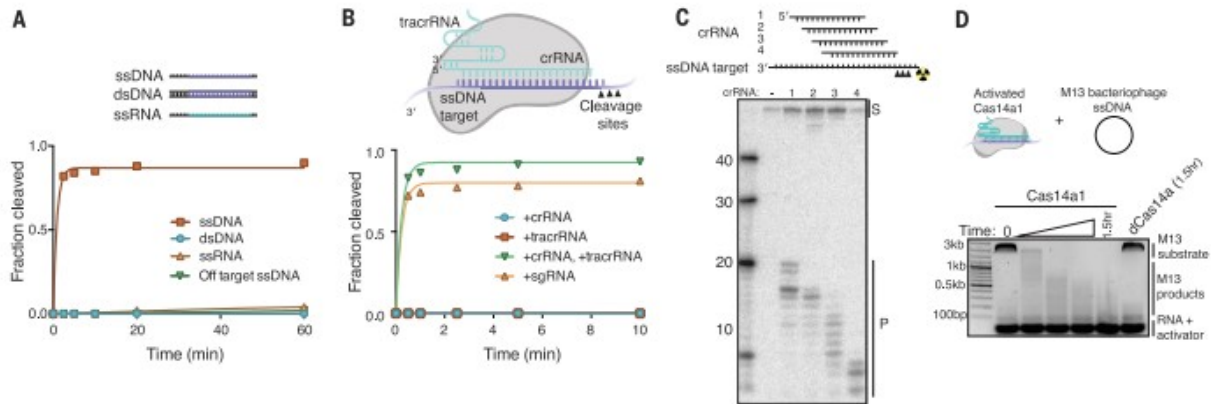 A
ssDNA
dsDNA
ssRNA
Fraction cleaved
1.0
0.5
0.0
0
20
40
60
Time (min)
ssDNA
dsDNA
ssRNA
Off target ssDNA
B
tracrRNA
crRNA
3'
5'
ssDNA
target
Cleavage
sites
3'
Fraction cleaved
1.0
0.5
0.0
0
2
4
6
8
10
Time (min)
+crRNA
+tracrRNA
+crRNA, +tracrRNA
+sgRNA
C
crRNA
1
2
3
4
5'
ssDNA target
3'
crRNA: - 1 2 3 4
S
40
30
20
10
P
D
Activated
Cas14a1
+
M13 bacteriophage
ssDNA
Cas14a1
dCas14a (1.5hr)
Time: 0
1.5hr
3kb
1kb
0.5kb
100bp
M13
substrate
M13
products
RNA +
activator